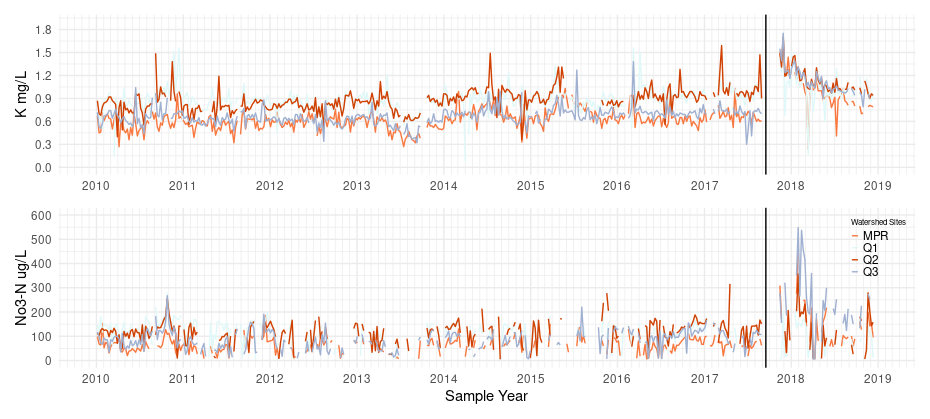 K mg/L
1.8
1.5
1.2
0.9
0.6
0.3
0.0
2010 2011 2012 2013 2014 2015 2016 2017 2018 2019
No3-N ug/L
600
500
400
300
200
100
0
Watershed Sites
MPR
Q1
Q2
Q3
2010 2011 2012 2013 2014 2015 2016 2017 2018 2019
Sample Year